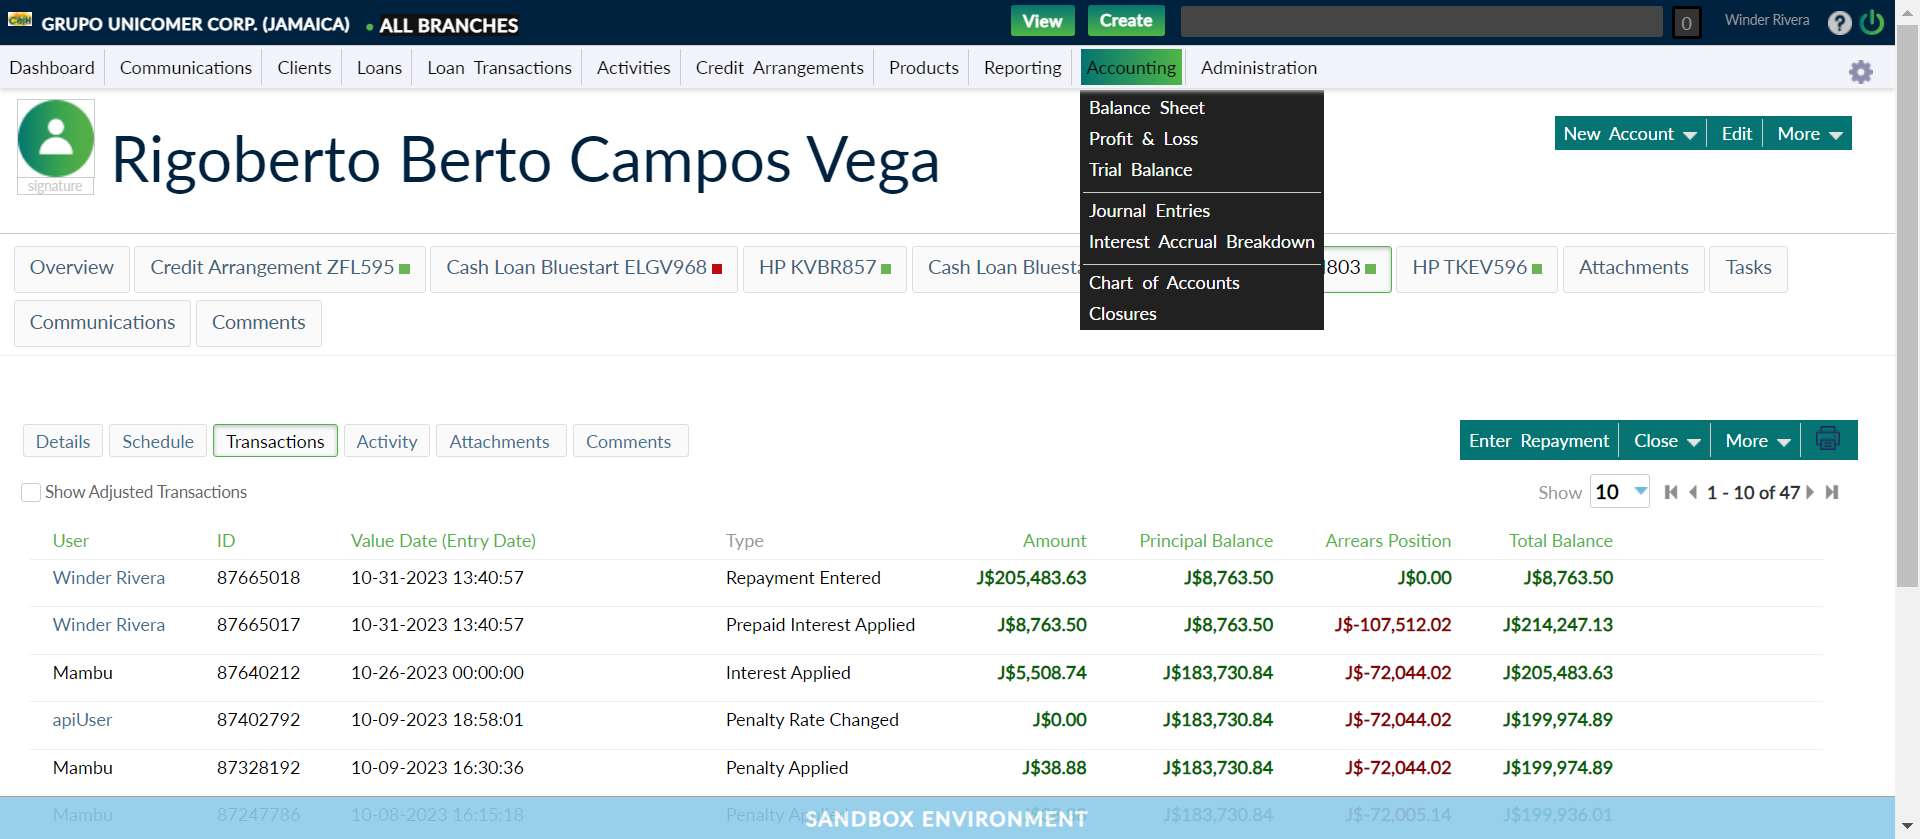 Cash GRUPO UNICOMER CORP. (JAMAICA) • ALL BRANCHES View Create 0 Winder Rivera ?
Dashboard Communications Clients Loans Loan Transactions Activities Credit Arrangements Products Reporting Accounting Administration
Balance Sheet
Profit & Loss
Trial Balance
Journal Entries
Interest Accrual Breakdown
Chart of Accounts
Closures
signature
Rigoberto Berto Campos Vega
New Account Edit More
Overview Credit Arrangement ZFL595 Cash Loan Bluestart ELGV968 HP KVBR857 Cash Loan Bluesta 803 HP TKEV596 Attachments Tasks
Communications Comments
Details Schedule Transactions Activity Attachments Comments
Enter Repayment Close More
Show Adjusted Transactions
Show 10 1 - 10 of 47
User ID Value Date (Entry Date) Type Amount Principal Balance Arrears Position Total Balance
Winder Rivera 87665018 10-31-2023 13:40:57 Repayment Entered J$205,483.63 J$8,763.50 J$0.00 J$8,763.50
Winder Rivera 87665017 10-31-2023 13:40:57 Prepaid Interest Applied J$8,763.50 J$8,763.50 J$-107,512.02 J$214,247.13
Mambu 87640212 10-26-2023 00:00:00 Interest Applied J$5,508.74 J$183,730.84 J$-72,044.02 J$205,483.63
apiUser 87402792 10-09-2023 18:58:01 Penalty Rate Changed J$0.00 J$183,730.84 J$-72,044.02 J$199,974.89
Mambu 87328192 10-09-2023 16:30:36 Penalty Applied J$38.88 J$183,730.84 J$-72,044.02 J$199,974.89
Mambu 87247786 10-08-2023 16:15:18 Penalty J$183,730.84 J$-72,005.14 J$199,936.01
SANDBOX ENVIRONMENT